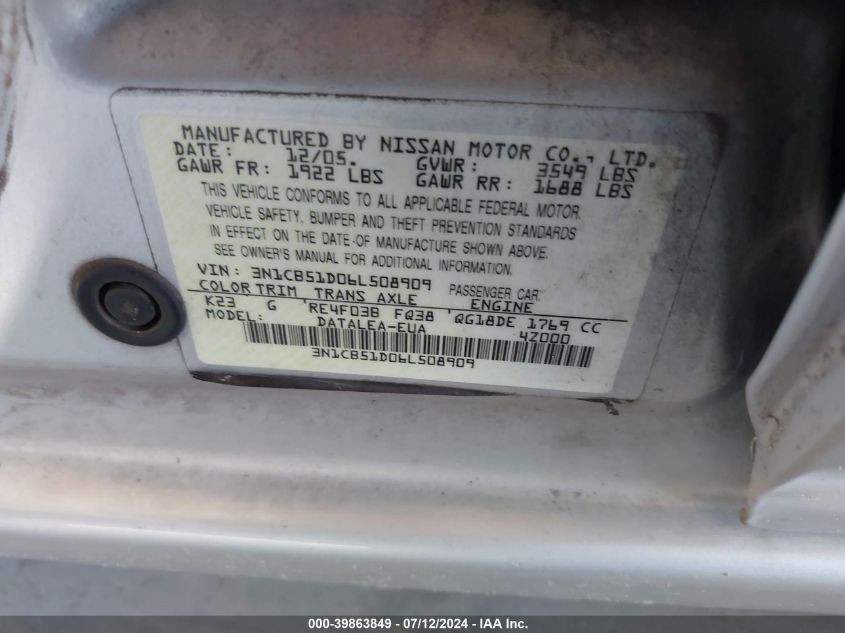 MANUFACTURED BY NISSAN MOTOR CO., LTD.
DATE: 12/05. GVWR: 3549 LBS
GAWR FR: 1922 LBS GAWR RR: 1688 LBS
THIS VEHICLE CONFORMS TO ALL APPLICABLE FEDERAL MOTOR
VEHICLE SAFETY, BUMPER AND THEFT PREVENTION STANDARDS
IN EFFECT ON THE DATE OF MANUFACTURE SHOWN ABOVE.
SEE OWNER'S MANUAL FOR ADDITIONAL INFORMATION.
VIN: 3N1CB51D06L508909 PASSENGER CAR
COLOR TRIM TRANS AXLE ENGINE
K23 G RE4F03B FQ38 QG18DE 1769 CC
MODEL: DATALEA-EUA 42000
3N1CB51D06L508909
000-39863849 - 07/12/2024 - IAA Inc.